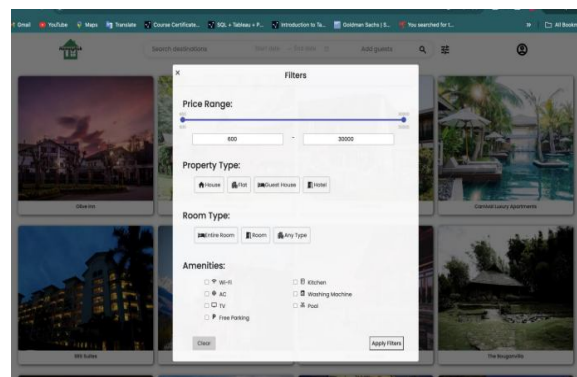 Gmail YouTube Maps Translate Course Certificate... SQL + Tableau + P... Introduction to Ta... Goldman Sachs | S... You searched for t... » All Bookm
Search destinations Add guests
× Filters
Price Range:
600 - 30000
Property Type:
House Flat Guest House Hotel
Room Type:
Entire Room Room Any Type
Amenities:
Wi-Fi Kitchen
AC Washing Machine
TV Pool
Free Parking
Clear Apply Filters
Olive Inn Carnival Luxury Apartments
The Bougainvilla